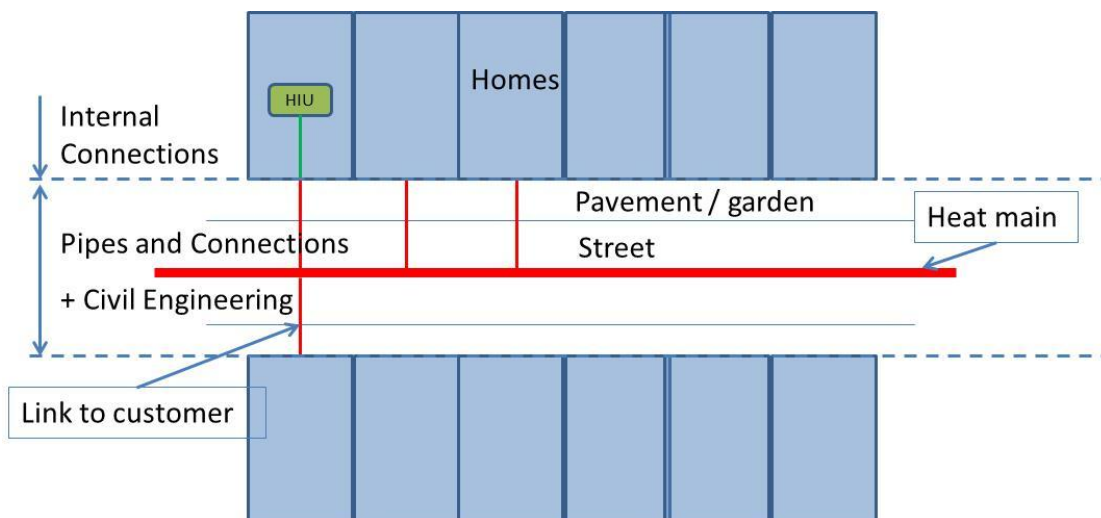 Homes
HIU
Internal
Connections
Pavement / garden
Heat main
Pipes and Connections
Street
+ Civil Engineering
Link to customer